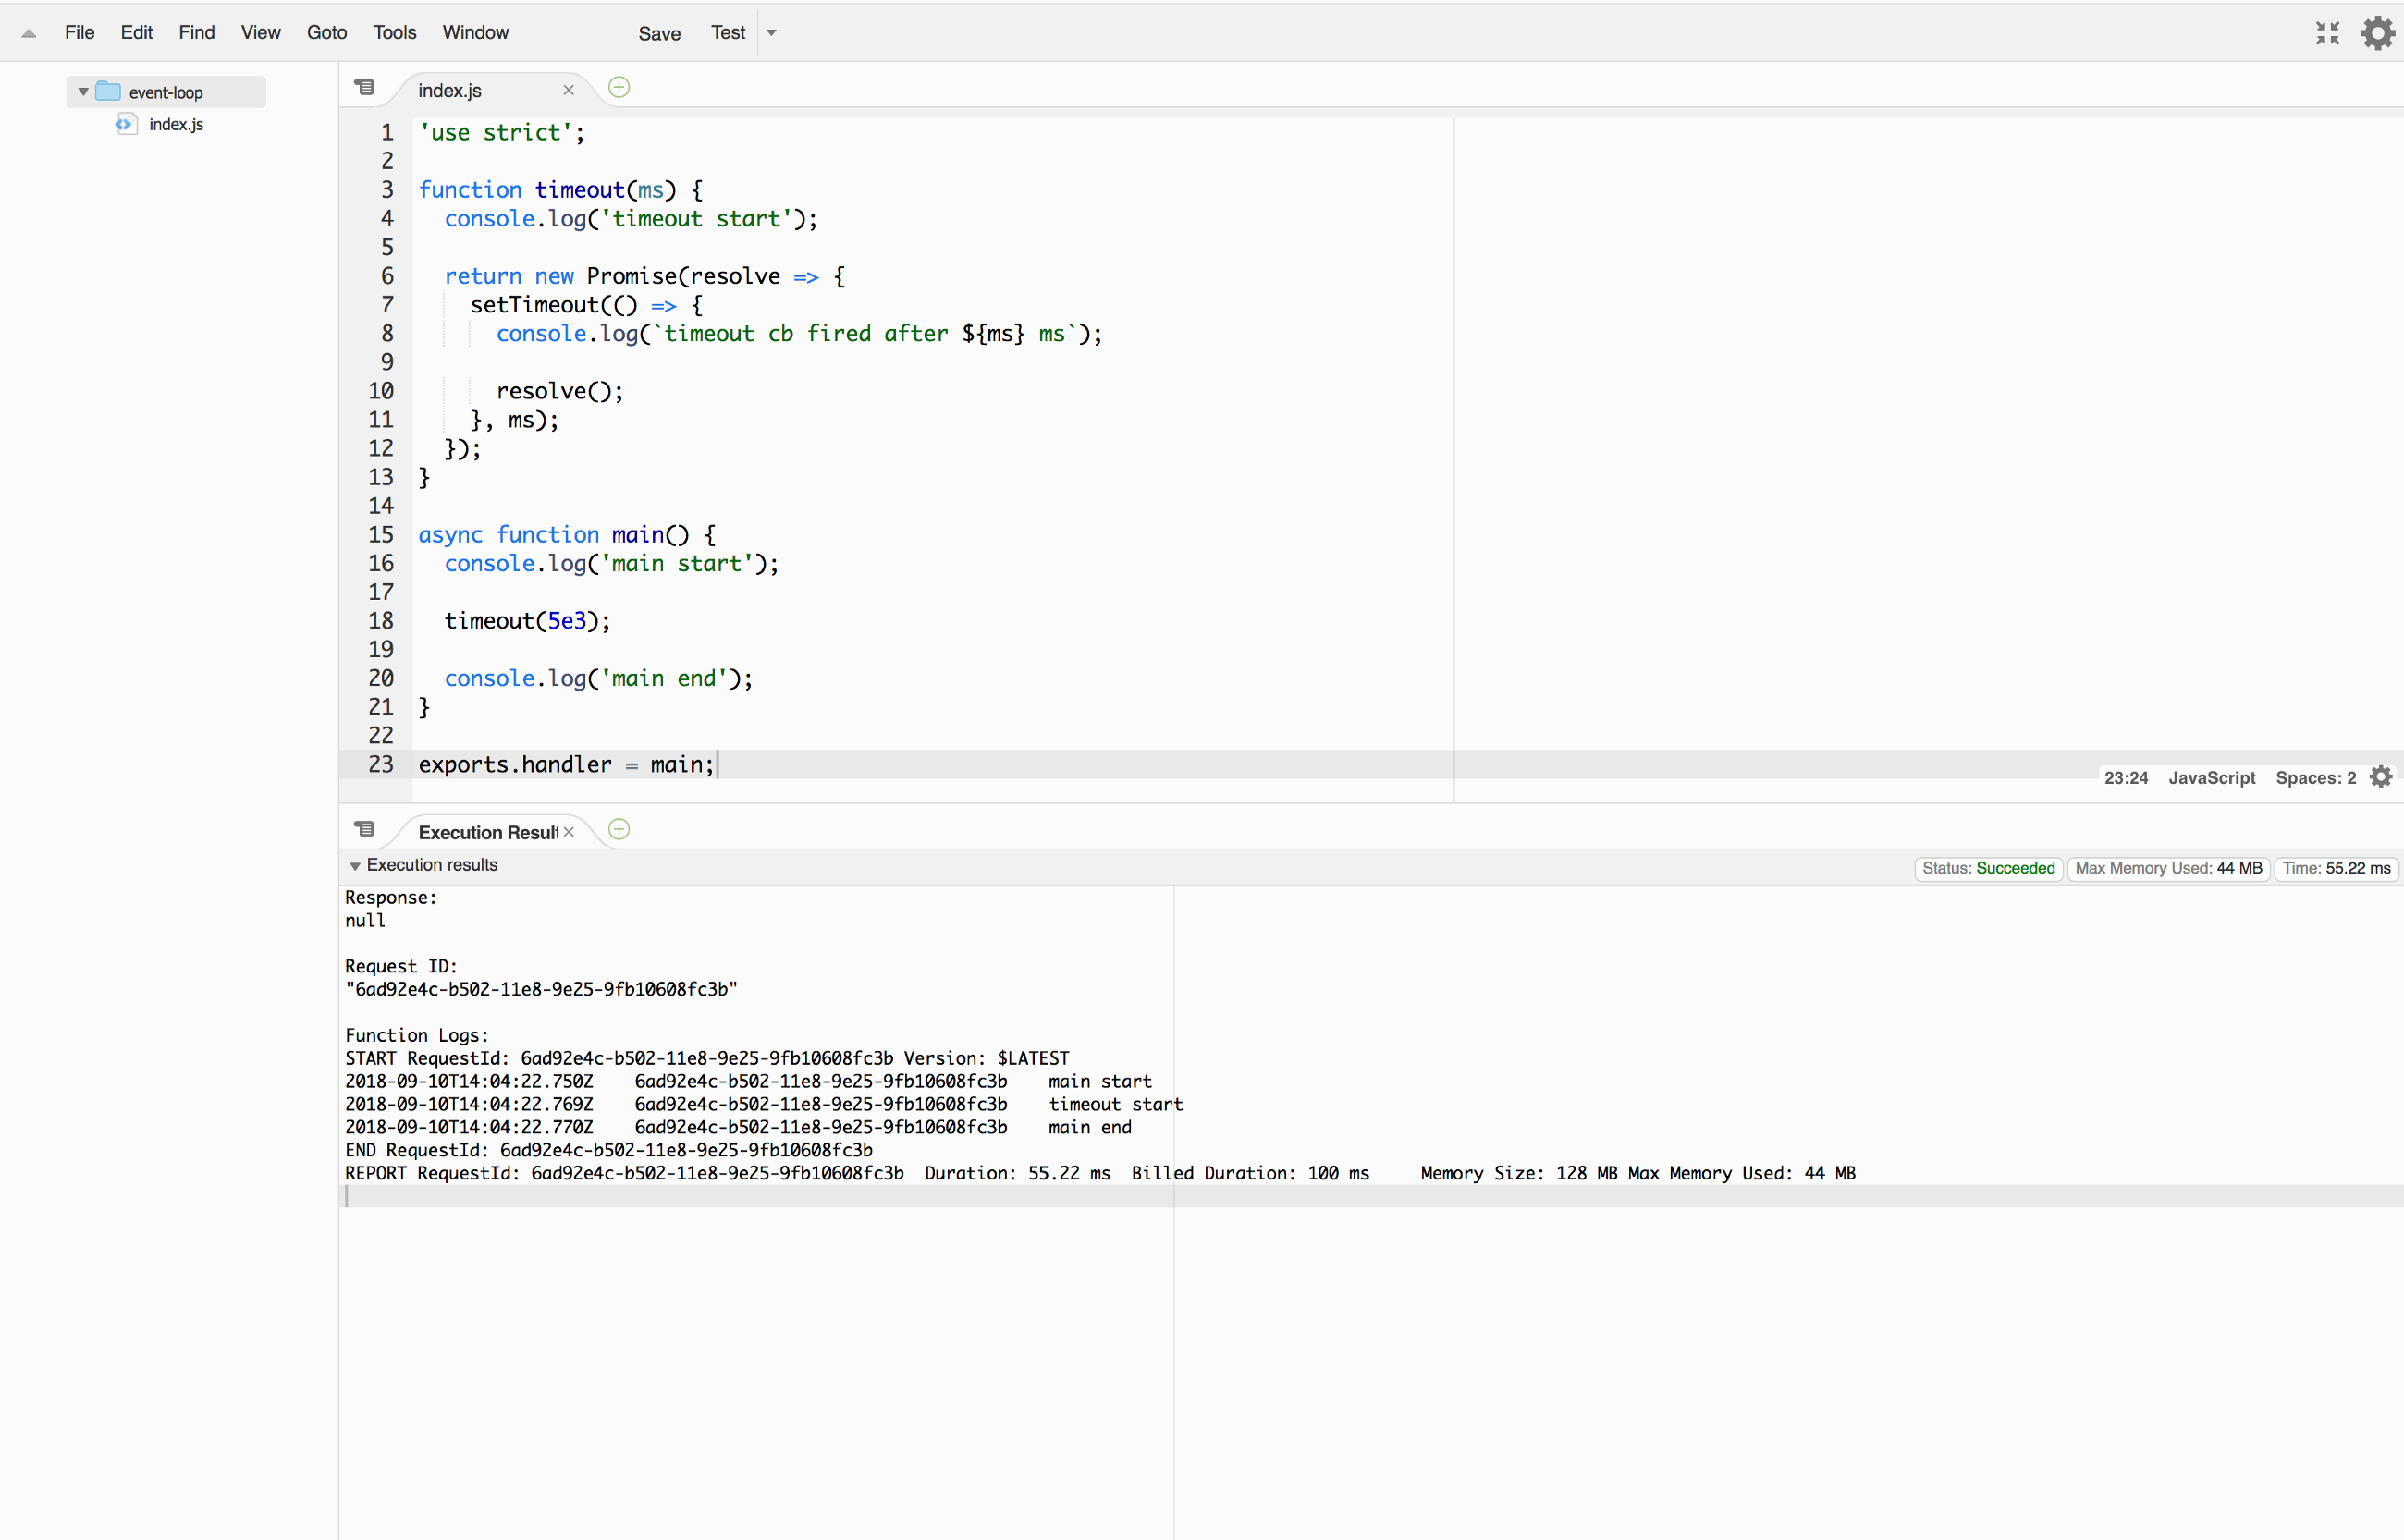 File Edit Find View Goto Tools Window Save Test
event-loop
index.js
index.js
1 'use strict';
2
3 function timeout(ms) {
4   console.log('timeout start');
5
6   return new Promise(resolve => {
7     setTimeout(() => {
8       console.log(`timeout cb fired after ${ms} ms`);
9
10       resolve();
11     }, ms);
12   });
13 }
14
15 async function main() {
16   console.log('main start');
17
18   timeout(5e3);
19
20   console.log('main end');
21 }
22
23 exports.handler = main;
23:24 JavaScript Spaces: 2
Execution Result
Execution results Status: Succeeded Max Memory Used: 44 MB Time: 55.22 ms
Response:
null
Request ID:
"6ad92e4c-b502-11e8-9e25-9fb10608fc3b"
Function Logs:
START RequestId: 6ad92e4c-b502-11e8-9e25-9fb10608fc3b Version: $LATEST
2018-09-10T14:04:22.750Z    6ad92e4c-b502-11e8-9e25-9fb10608fc3b    main start
2018-09-10T14:04:22.769Z    6ad92e4c-b502-11e8-9e25-9fb10608fc3b    timeout start
2018-09-10T14:04:22.770Z    6ad92e4c-b502-11e8-9e25-9fb10608fc3b    main end
END RequestId: 6ad92e4c-b502-11e8-9e25-9fb10608fc3b
REPORT RequestId: 6ad92e4c-b502-11e8-9e25-9fb10608fc3b  Duration: 55.22 ms  Billed Duration: 100 ms     Memory Size: 128 MB Max Memory Used: 44 MB